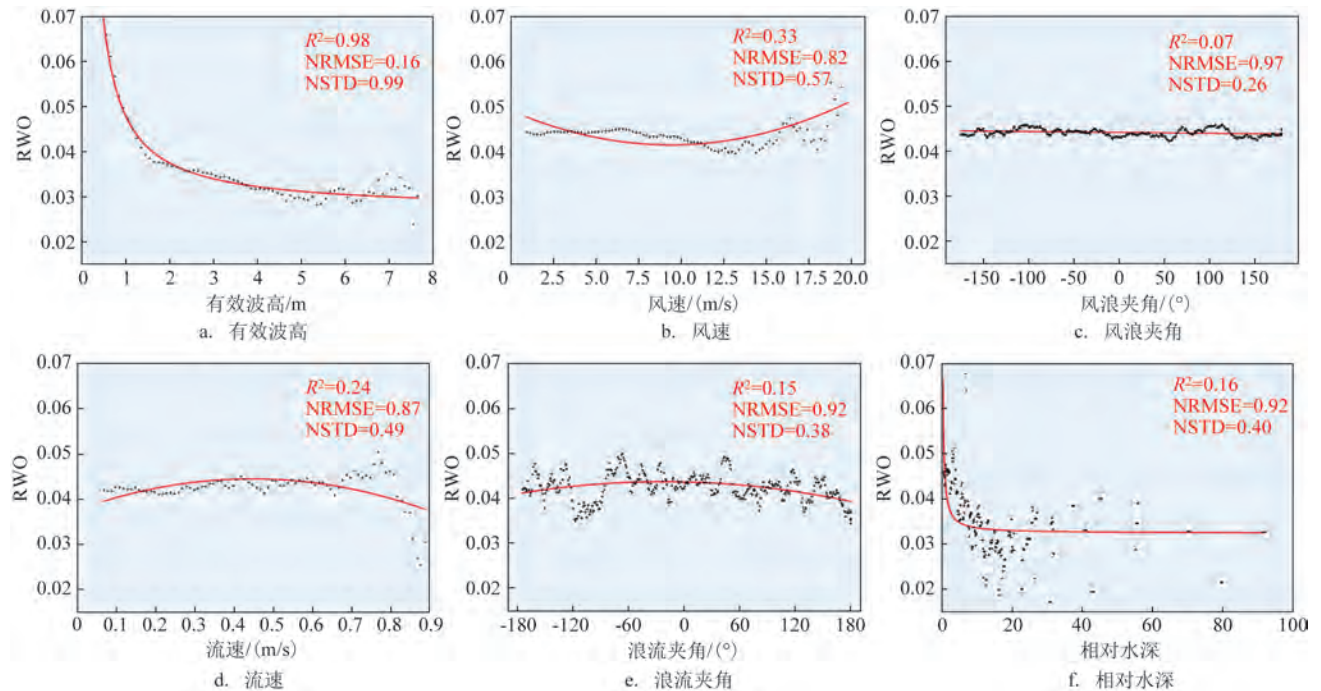 0.07
0.06
0.05
0.04
0.03
0.02
RWO
R²=0.98
NRMSE=0.16
NSTD=0.99
0 1 2 3 4 5 6 7 8
有效波高/m
a. 有效波高
0.07
0.06
0.05
0.04
0.03
0.02
RWO
R²=0.33
NRMSE=0.82
NSTD=0.57
0 2.5 5.0 7.5 10.0 12.5 15.0 17.5 20.0
风速/(m/s)
b. 风速
0.07
0.06
0.05
0.04
0.03
0.02
RWO
R²=0.07
NRMSE=0.97
NSTD=0.26
-150 -100 -50 0 50 100 150
风浪夹角/(°)
c. 风浪夹角
0.07
0.06
0.05
0.04
0.03
0.02
RWO
R²=0.24
NRMSE=0.87
NSTD=0.49
0.1 0.2 0.3 0.4 0.5 0.6 0.7 0.8 0.9
流速/(m/s)
d. 流速
0.07
0.06
0.05
0.04
0.03
0.02
RWO
R²=0.15
NRMSE=0.92
NSTD=0.38
-180 -120 -60 0 60 120 180
浪流夹角/(°)
e. 浪流夹角
0.07
0.06
0.05
0.04
0.03
0.02
RWO
R²=0.16
NRMSE=0.92
NSTD=0.40
0 20 40 60 80 100
相对水深
f. 相对水深